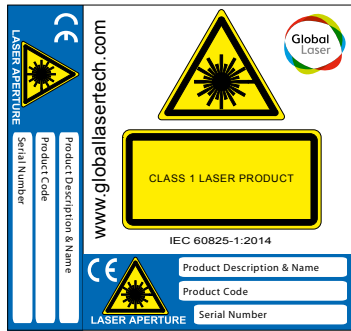 CE
LASER APERTURE
Product Description & Name
Product Code
Serial Number
www.globallasertech.com
Global
Laser
CLASS 1 LASER PRODUCT
IEC 60825-1:2014
CE
LASER APERTURE
Product Description & Name
Product Code
Serial Number